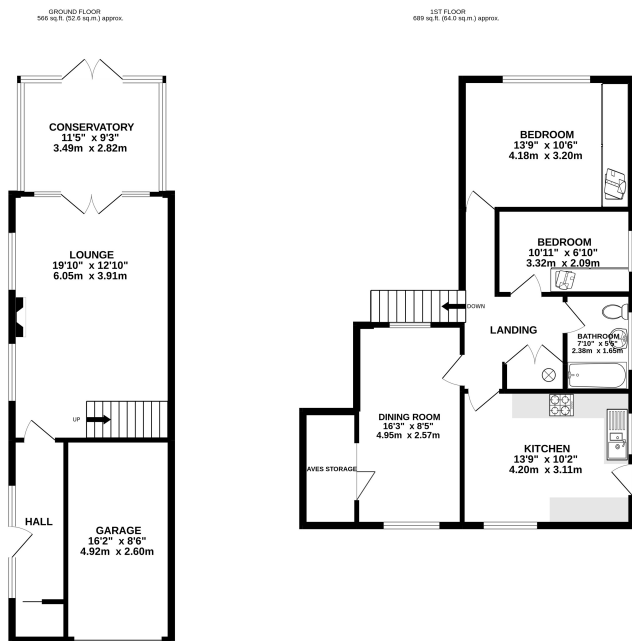 GROUND FLOOR
566 sq.ft. (52.6 sq.m.) approx.
1ST FLOOR
689 sq.ft. (64.0 sq.m.) approx.
CONSERVATORY
11'5" x 9'3"
3.49m x 2.82m
LOUNGE
19'10" x 12'10"
6.05m x 3.91m
UP
HALL
GARAGE
16'2" x 8'6"
4.92m x 2.60m
BEDROOM
13'9" x 10'6"
4.18m x 3.20m
BEDROOM
10'11" x 6'10"
3.32m x 2.09m
DOWN
LANDING
BATHROOM
7'10" x 5'5"
2.38m x 1.65m
DINING ROOM
16'3" x 8'5"
4.95m x 2.57m
AVES STORAGE
KITCHEN
13'9" x 10'2"
4.20m x 3.11m